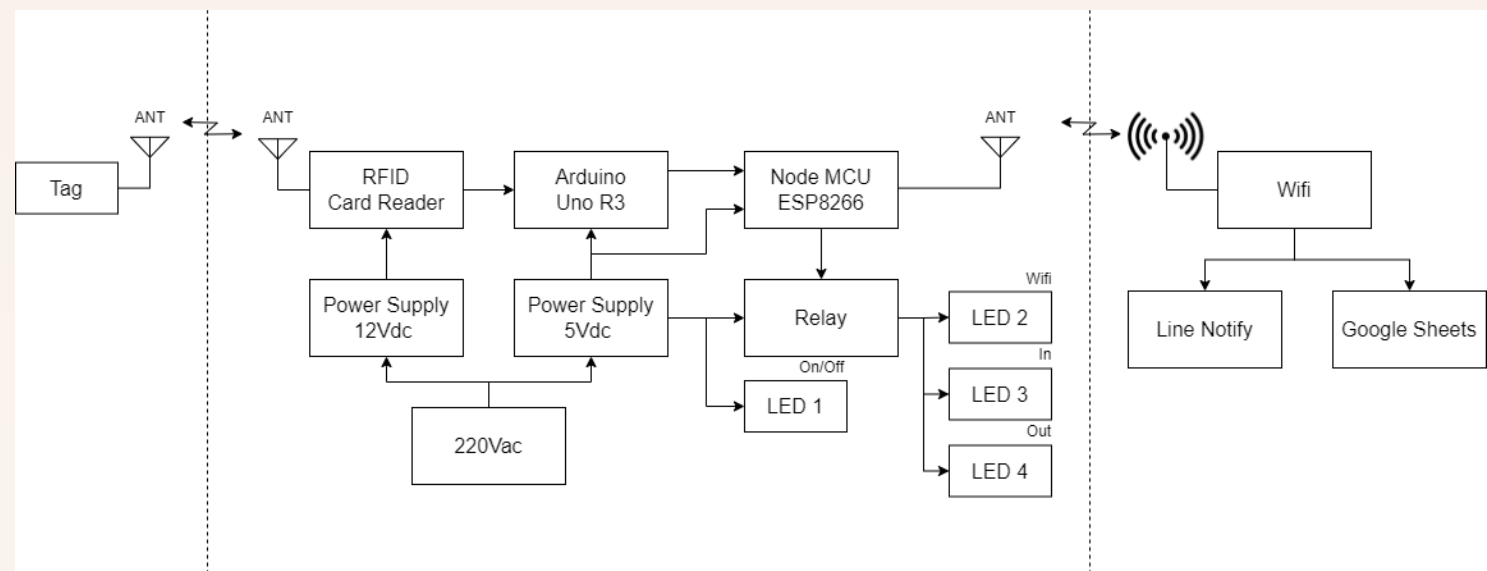 ANT
ANT
ANT
Tag
RFID
Card Reader
Arduino
Uno R3
Node MCU
ESP8266
Wifi
Power Supply
12Vdc
Power Supply
5Vdc
Relay
Wifi
LED 2
In
LED 3
Out
LED 4
On/Off
LED 1
220Vac
Line Notify
Google Sheets